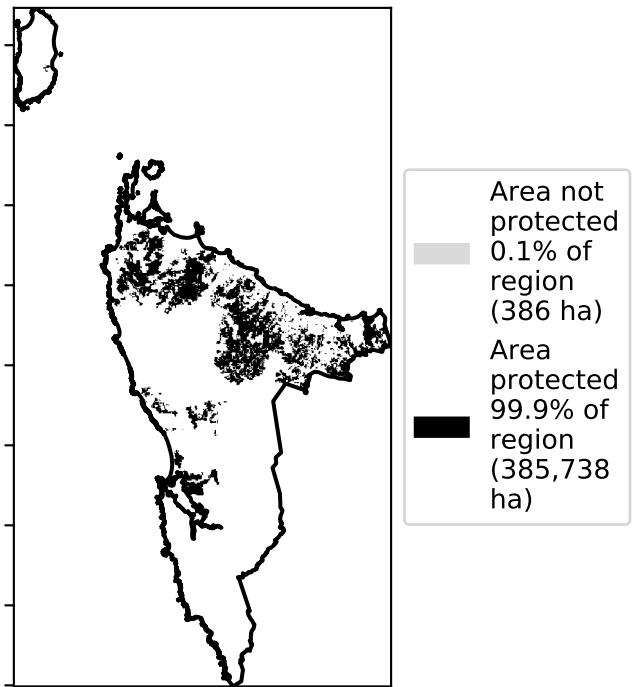 Area not
protected
0.1% of
region
(386 ha)
Area
protected
99.9% of
region
(385,738
ha)